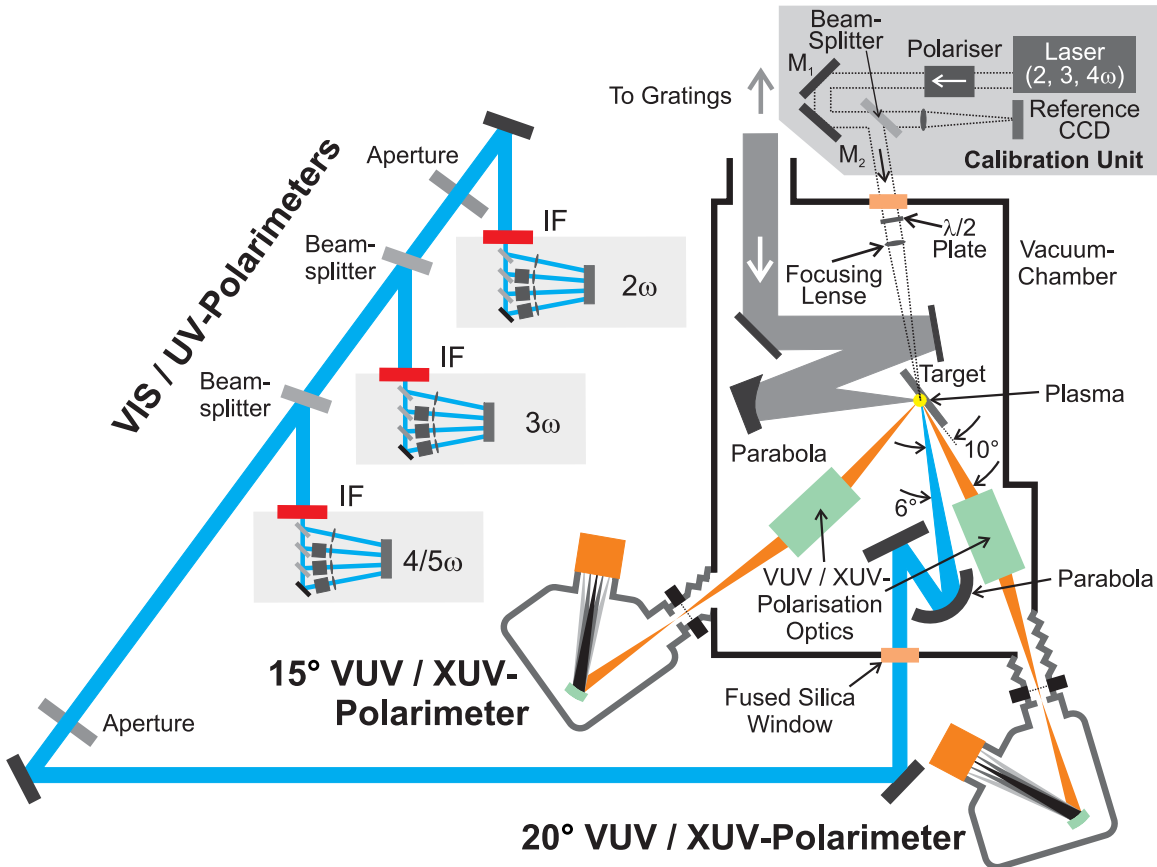 Beam-
Splitter
Polariser
Laser
(2, 3, 4ω)
M1
To Gratings
Reference
CCD
M2
Calibration Unit
Aperture
VIS / UV-Polarimeters
IF
λ/2
Plate
Vacuum-
Chamber
Beam-
splitter
Focusing
Lense
2ω
IF
Beam-
splitter
Target
Plasma
3ω
Parabola
10°
IF
6°
4/5ω
VUV / XUV-
Polarisation
Optics
Parabola
15° VUV / XUV-
Polarimeter
Fused Silica
Window
Aperture
20° VUV / XUV-Polarimeter